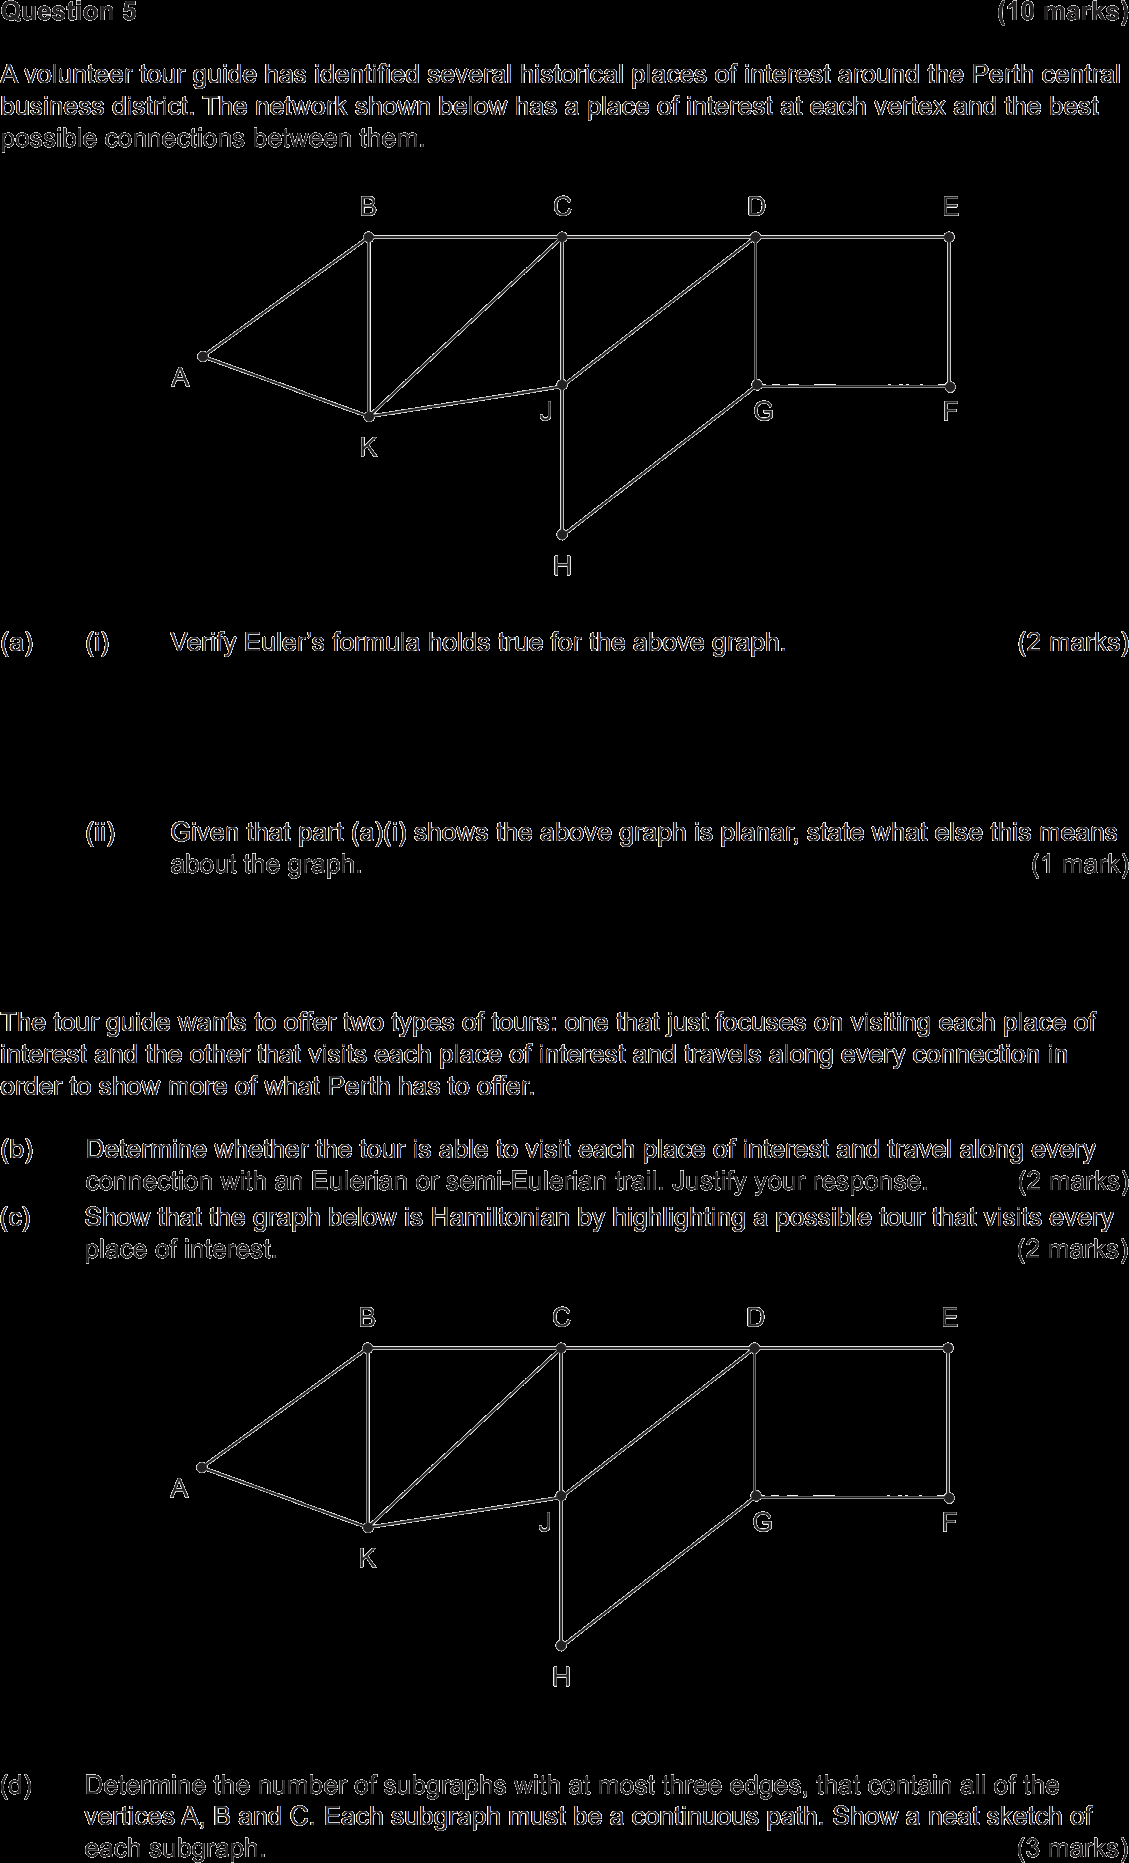 Question 5 (10 marks)
A volunteer tour guide has identified several historical places of interest around the Perth central
business district. The network shown below has a place of interest at each vertex and the best
possible connections between them.
B C D E
A
J G F
K
H
(a) (i) Verify Euler's formula holds true for the above graph. (2 marks)
(ii) Given that part (a)(i) shows the above graph is planar, state what else this means
about the graph. (1 mark)
The tour guide wants to offer two types of tours: one that just focuses on visiting each place of
interest and the other that visits each place of interest and travels along every connection in
order to show more of what Perth has to offer.
(b) Determine whether the tour is able to visit each place of interest and travel along every
connection with an Eulerian or semi-Eulerian trail. Justify your response. (2 marks)
(c) Show that the graph below is Hamiltonian by highlighting a possible tour that visits every
place of interest. (2 marks)
B C D E
A
J G F
K
H
(d) Determine the number of subgraphs with at most three edges, that contain all of the
vertices A, B and C. Each subgraph must be a continuous path. Show a neat sketch of
each subgraph. (3 marks)